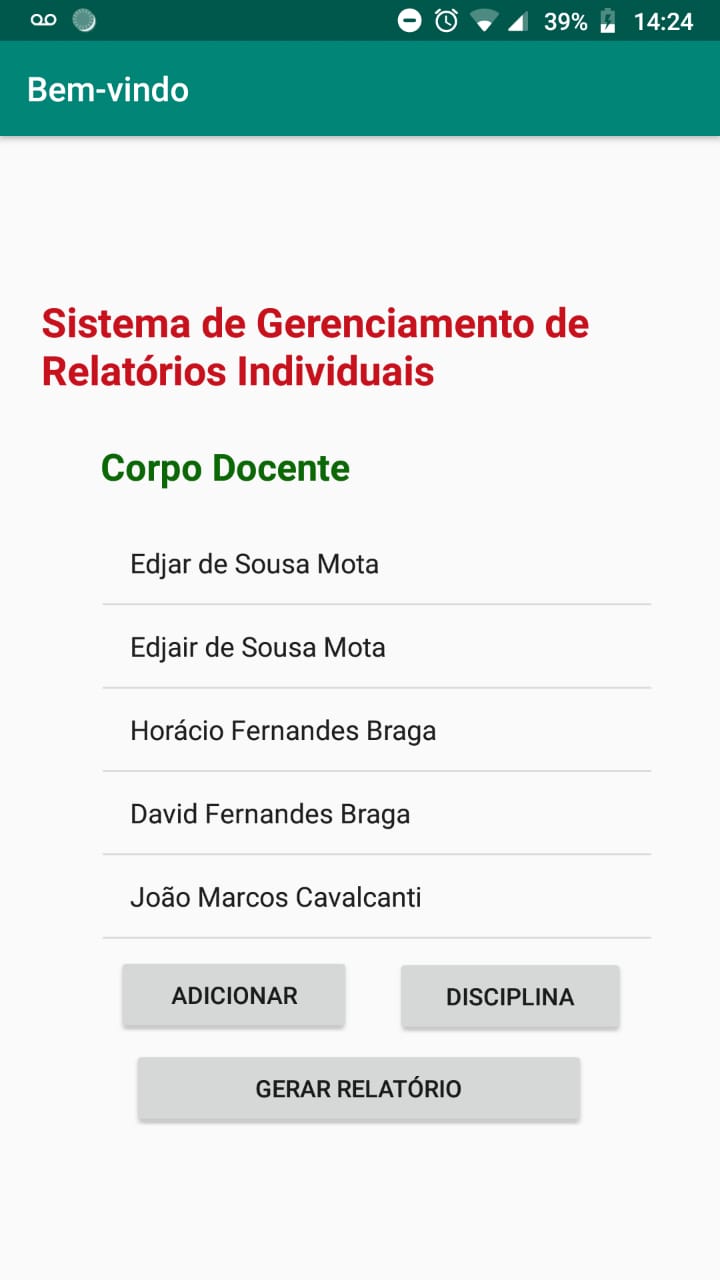 39% 14:24
Bem-vindo
Sistema de Gerenciamento de
Relatórios Individuais
Corpo Docente
Edjar de Sousa Mota
Edjair de Sousa Mota
Horácio Fernandes Braga
David Fernandes Braga
João Marcos Cavalcanti
ADICIONAR DISCIPLINA
GERAR RELATÓRIO